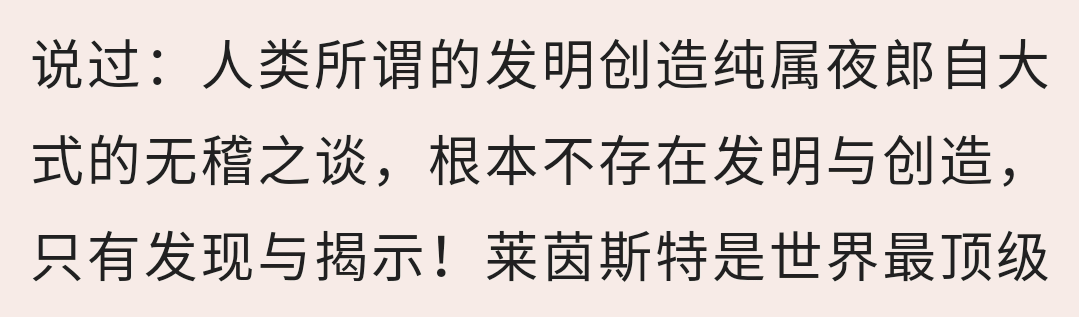 说过：人类所谓的发明创造纯属夜郎自大
式的无稽之谈，根本不存在发明与创造，
只有发现与揭示！莱茵斯特是世界最顶级